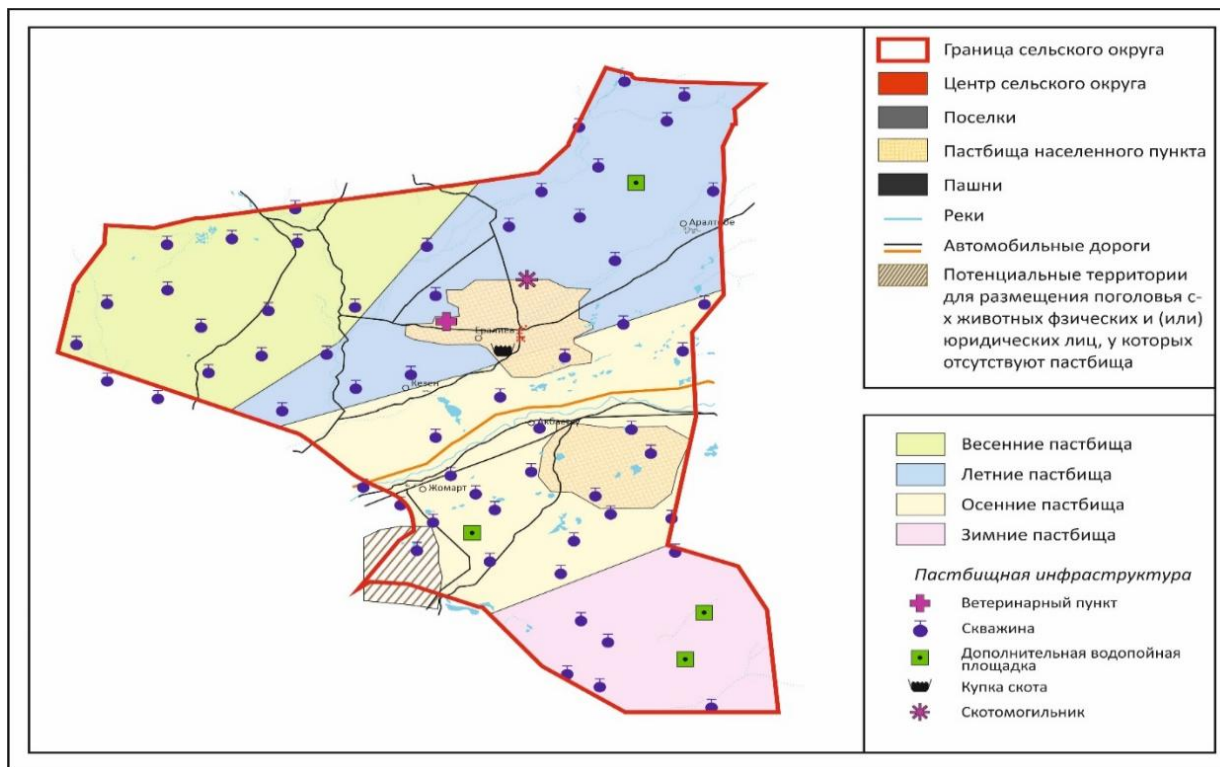 Граница сельского округа
Центр сельского округа
Поселки
Пастбища населенного пункта
Пашни
Реки
Автомобильные дороги
Потенциальные территории
для размещения поголовья с-
х животных фзических и (или)
юридических лиц, у которых
отсутствуют пастбища
Весенние пастбища
Летние пастбища
Осенние пастбища
Зимние пастбища
Пастбищная инфраструктура
Ветеринарный пункт
Скважина
Дополнительная водопойная
площадка
Купка скота
Скотомогильник
Кезен
Жомарт